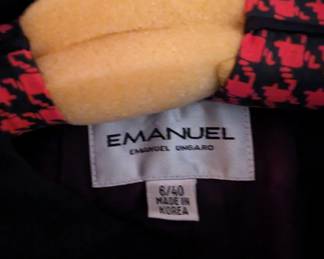 EMANUEL
EMANUEL UNGARO
6/40
MADE IN
KOREA